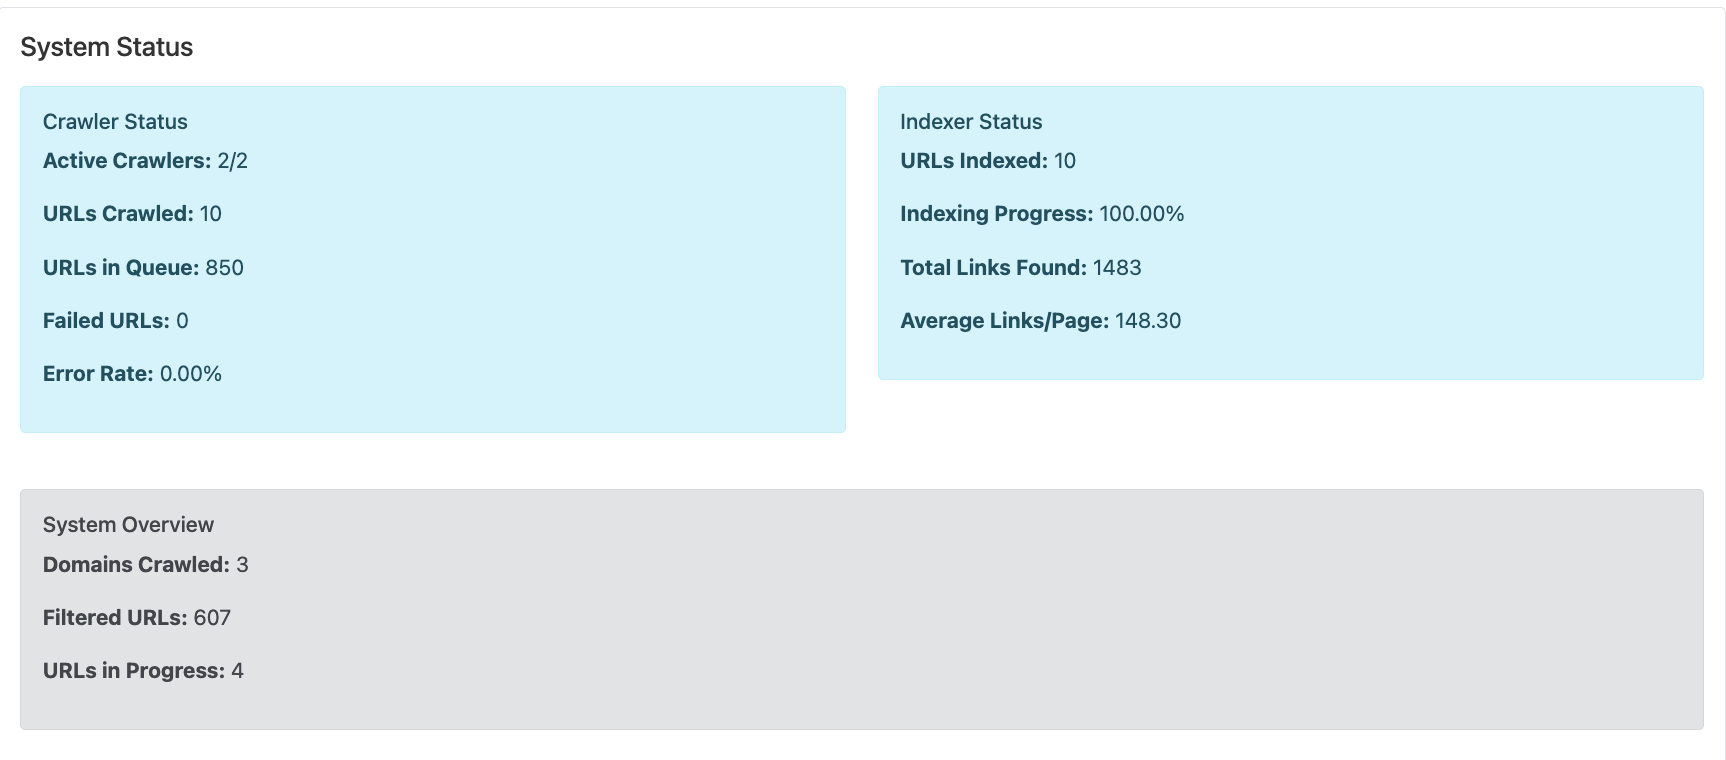 System Status
Crawler Status
Active Crawlers: 2/2
URLs Crawled: 10
URLs in Queue: 850
Failed URLs: 0
Error Rate: 0.00%
Indexer Status
URLs Indexed: 10
Indexing Progress: 100.00%
Total Links Found: 1483
Average Links/Page: 148.30
System Overview
Domains Crawled: 3
Filtered URLs: 607
URLs in Progress: 4